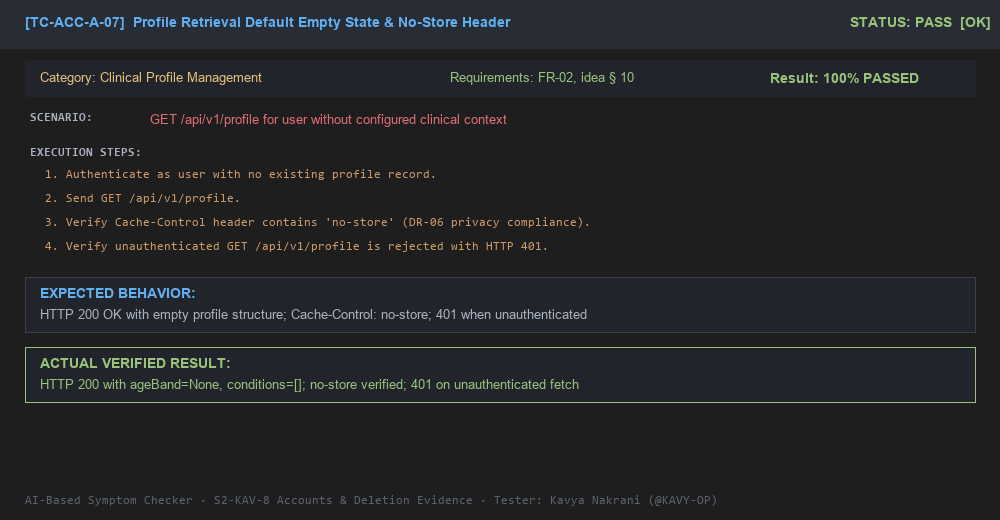 [TC-ACC-A-07]  Profile Retrieval Default Empty State & No-Store Header
STATUS: PASS  [OK]
Category: Clinical Profile Management
Requirements: FR-02, idea § 10
Result: 100% PASSED
SCENARIO:
GET /api/v1/profile for user without configured clinical context
EXECUTION STEPS:
1. Authenticate as user with no existing profile record.
2. Send GET /api/v1/profile.
3. Verify Cache-Control header contains 'no-store' (DR-06 privacy compliance).
4. Verify unauthenticated GET /api/v1/profile is rejected with HTTP 401.
EXPECTED BEHAVIOR:
HTTP 200 OK with empty profile structure; Cache-Control: no-store; 401 when unauthenticated
ACTUAL VERIFIED RESULT:
HTTP 200 with ageBand=None, conditions=[]; no-store verified; 401 on unauthenticated fetch
AI-Based Symptom Checker · S2-KAV-8 Accounts & Deletion Evidence · Tester: Kavya Nakrani (@KAVY-OP)